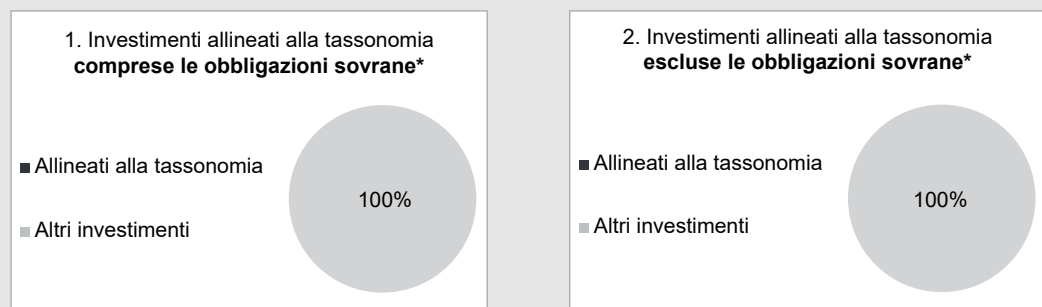 1. Investimenti allineati alla tassonomia
comprese le obbligazioni sovrane*
Allineati alla tassonomia
Altri investimenti
100%
2. Investimenti allineati alla tassonomia
escluse le obbligazioni sovrane*
Allineati alla tassonomia
Altri investimenti
100%